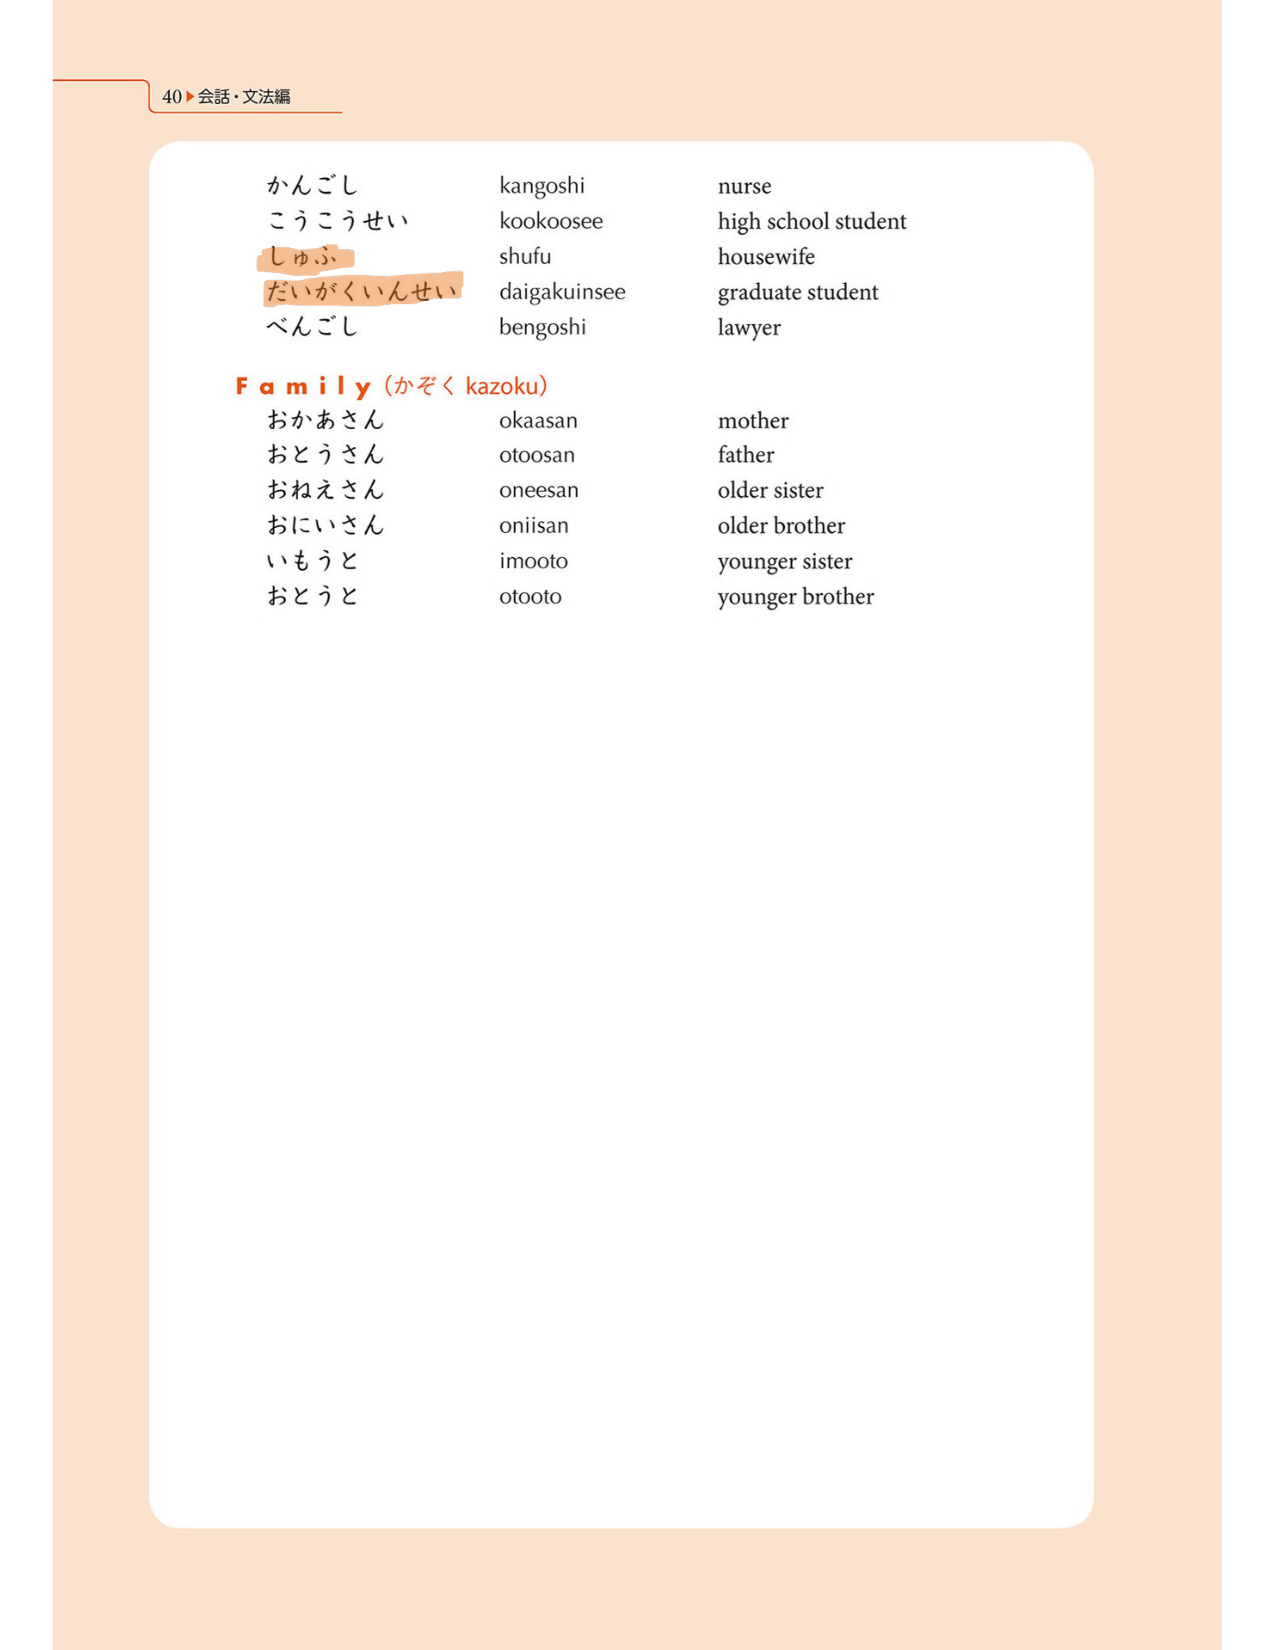 40▶会話・文法編
かんごし kangoshi nurse
こうこうせい kookoosee high school student
しゅふ shufu housewife
だいがくいんせい daigakuinsee graduate student
べんごし bengoshi lawyer
Family（かぞく kazoku）
おかあさん okaasan mother
おとうさん otoosan father
おねえさん oneesan older sister
おにいさん oniisan older brother
いもうと imooto younger sister
おとうと otooto younger brother